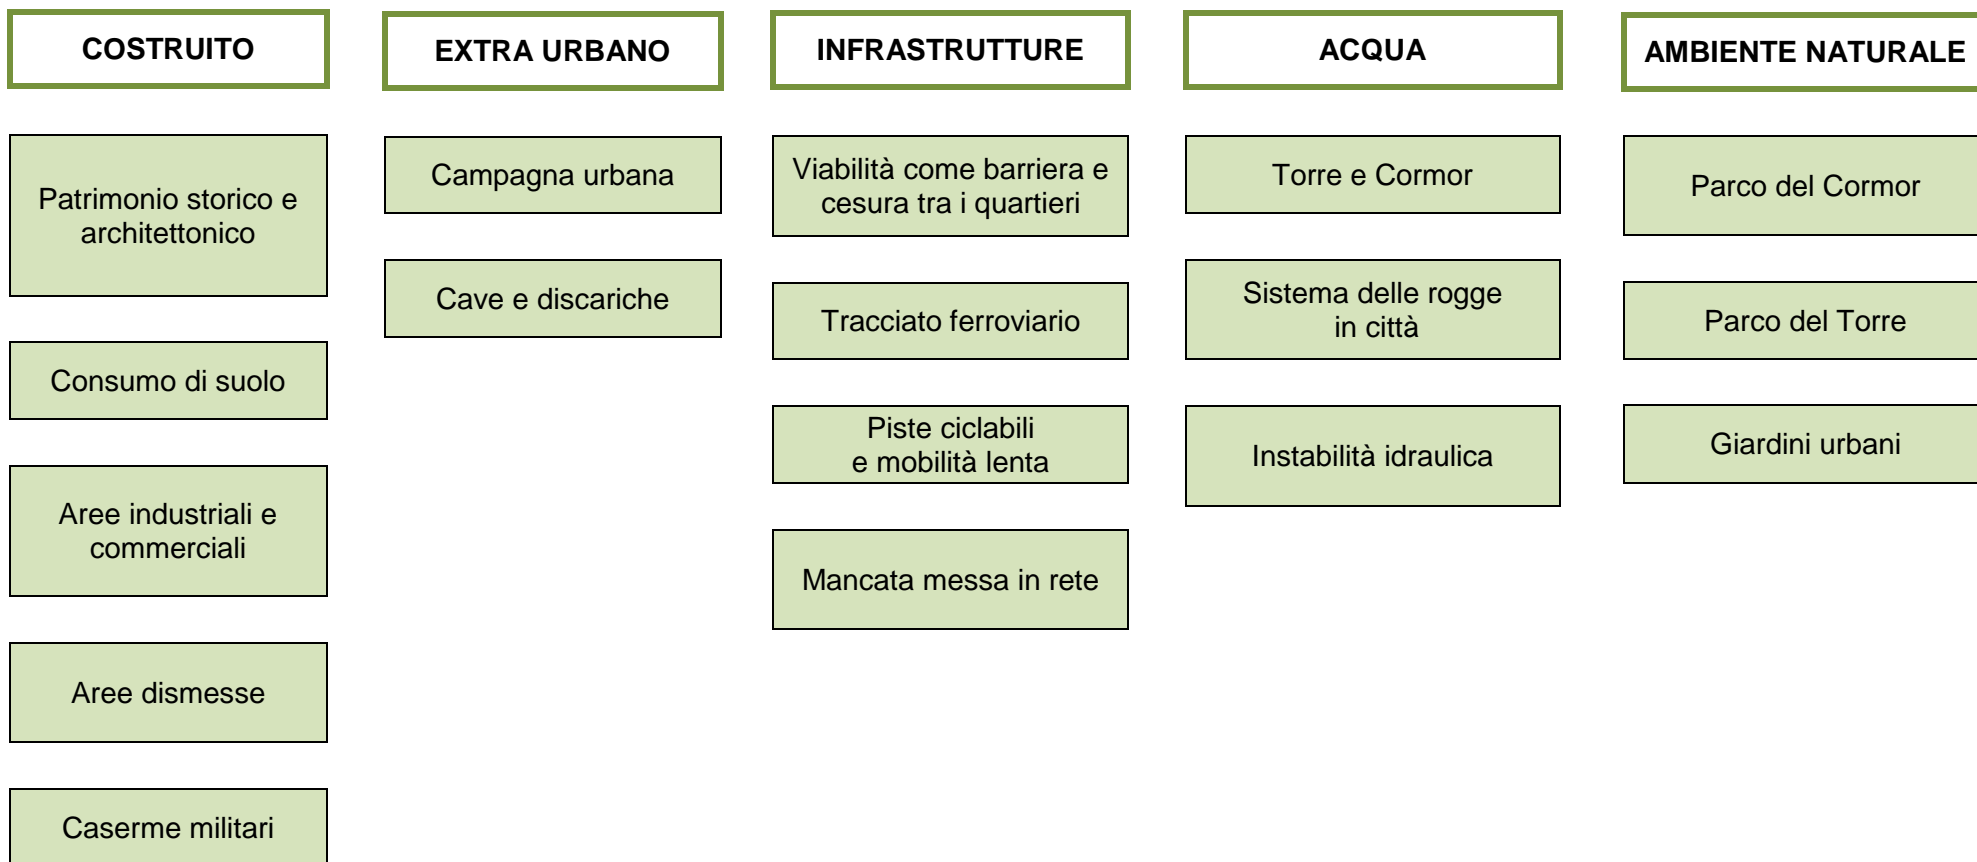 COSTRUITO
Patrimonio storico e
architettonico
Consumo di suolo
Aree industriali e
commerciali
Aree dismesse
Caserme militari
EXTRA URBANO
Campagna urbana
Cave e discariche
INFRASTRUTTURE
Viabilità come barriera e
cesura tra i quartieri
Tracciato ferroviario
Piste ciclabili
e mobilità lenta
Mancata messa in rete
ACQUA
Torre e Cormor
Sistema delle rogge
in città
Instabilità idraulica
AMBIENTE NATURALE
Parco del Cormor
Parco del Torre
Giardini urbani